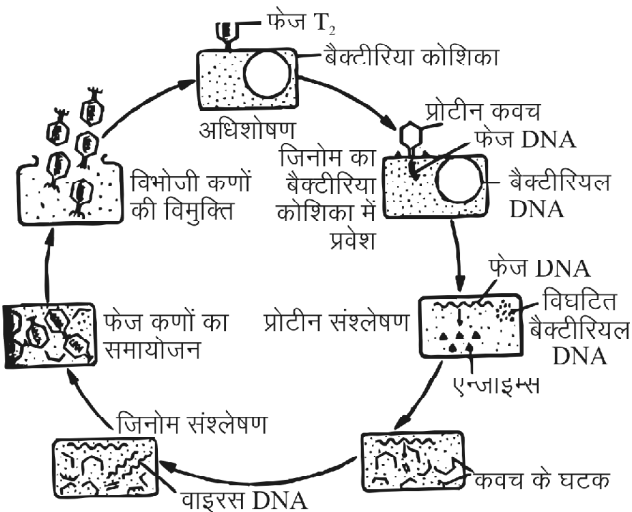 फेज T₂
बैक्टीरिया कोशिका
अधिशोषण
प्रोटीन कवच
फेज DNA
जिनोम का
बैक्टीरिया
कोशिका में
प्रवेश
बैक्टीरियल
DNA
फेज DNA
प्रोटीन संश्लेषण
विघटित
बैक्टीरियल
DNA
एन्जाइम्स
कवच के घटक
जिनोम संश्लेषण
वाइरस DNA
फेज कणों का
समायोजन
विभोजी कणों
की विमुक्ति